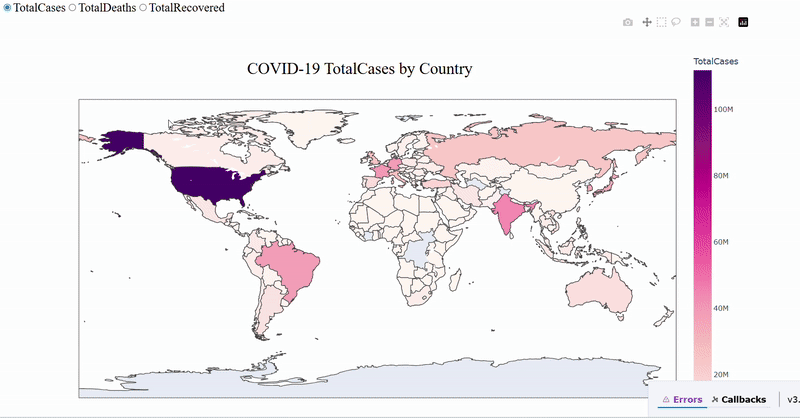 TotalCases TotalDeaths TotalRecovered
COVID-19 TotalCases by Country
TotalCases
100M
80M
60M
40M
20M
Errors Callbacks v3.